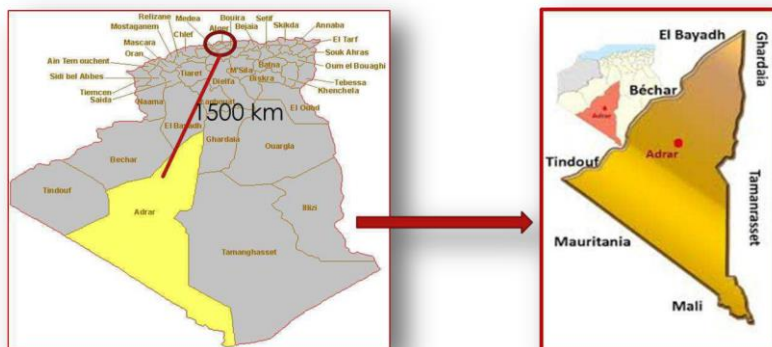 Relizane
Medea
Douira
Setif
Skikda
Mostaganem
Chlef
Alger
Bejaia
Annaba
Mascara
El Tarf
Oran
Souk Ahras
Ain Tem ouchent
Tiaret
M'Sila
Batna
Oum el Bouaghi
Sidi bel Abbes
Djelfa
Biskra
Tebessa
Tlemcen
Khenchela
Saida
Naama
El Oued
1500 km
El Bayadh
Ghardaia
Ouargla
Bechar
Tindouf
Adrar
Illizi
Tamanghasset
El Bayadh
Ghardaia
Béchar
Adrar
Adrar
Tindouf
Tamanrasset
Mauritania
Mali